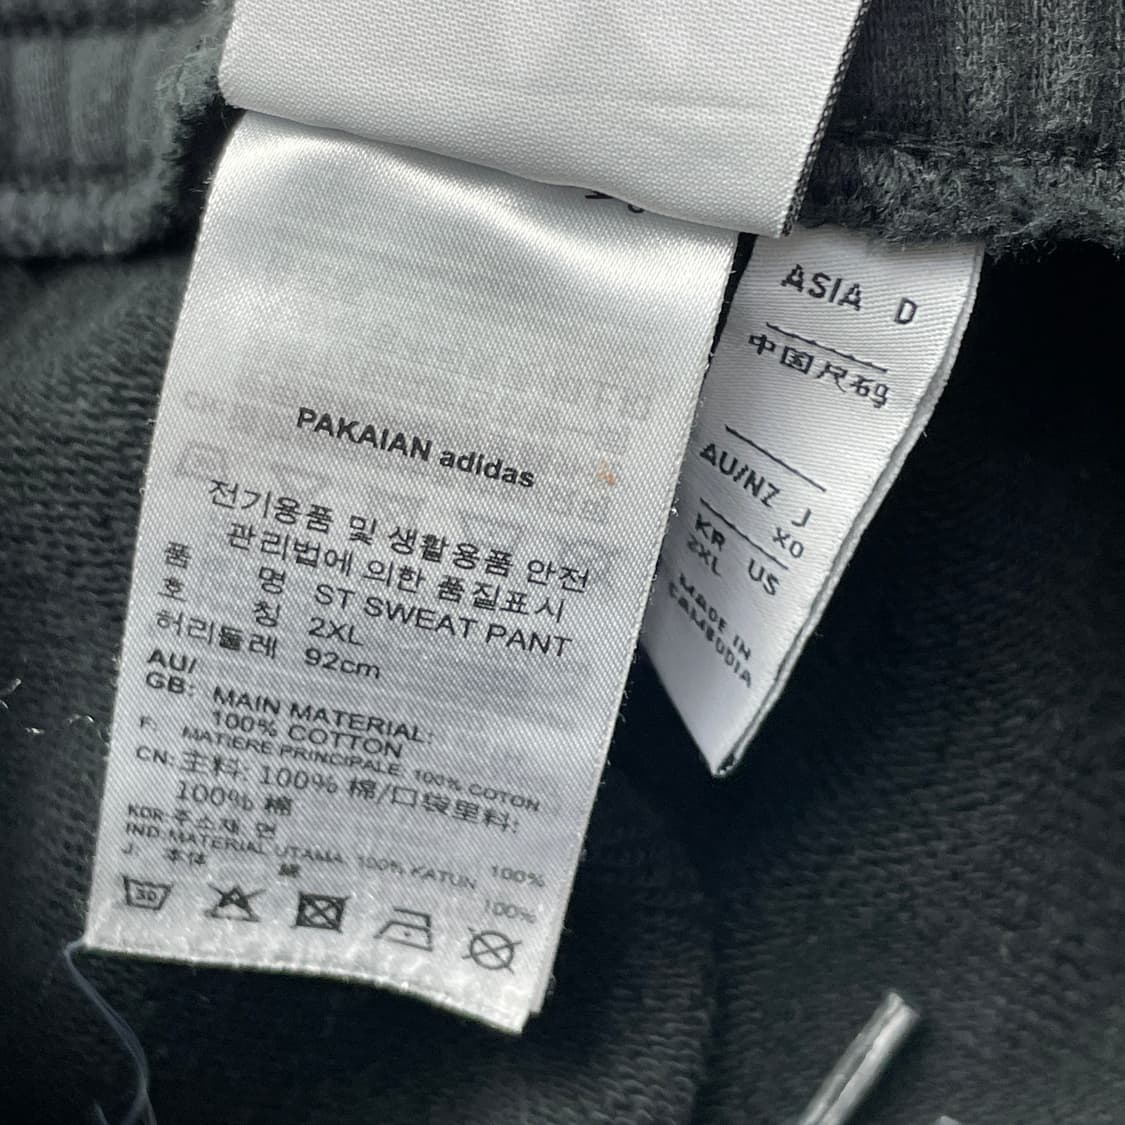 PAKAIAN adidas
전기용품 및 생활용품 안전
관리법에 의한 품질표시
품 명 ST SWEAT PANT
호 칭 2XL
허리둘레 92cm
AU/
GB: MAIN MATERIAL:
100% COTTON
F: MATIERE PRINCIPALE 100% COTON
CN: 主料: 100% 棉/口袋里料:
100% 棉
KOR: 주소재 면 100%
IND: MATERIAL UTAMA 100% KATUN
J: 本体 綿 100%
30
ASIA D
中国尺码
AU/NZ J
XO
KR US
2XL
MADE IN
CAMBODIA